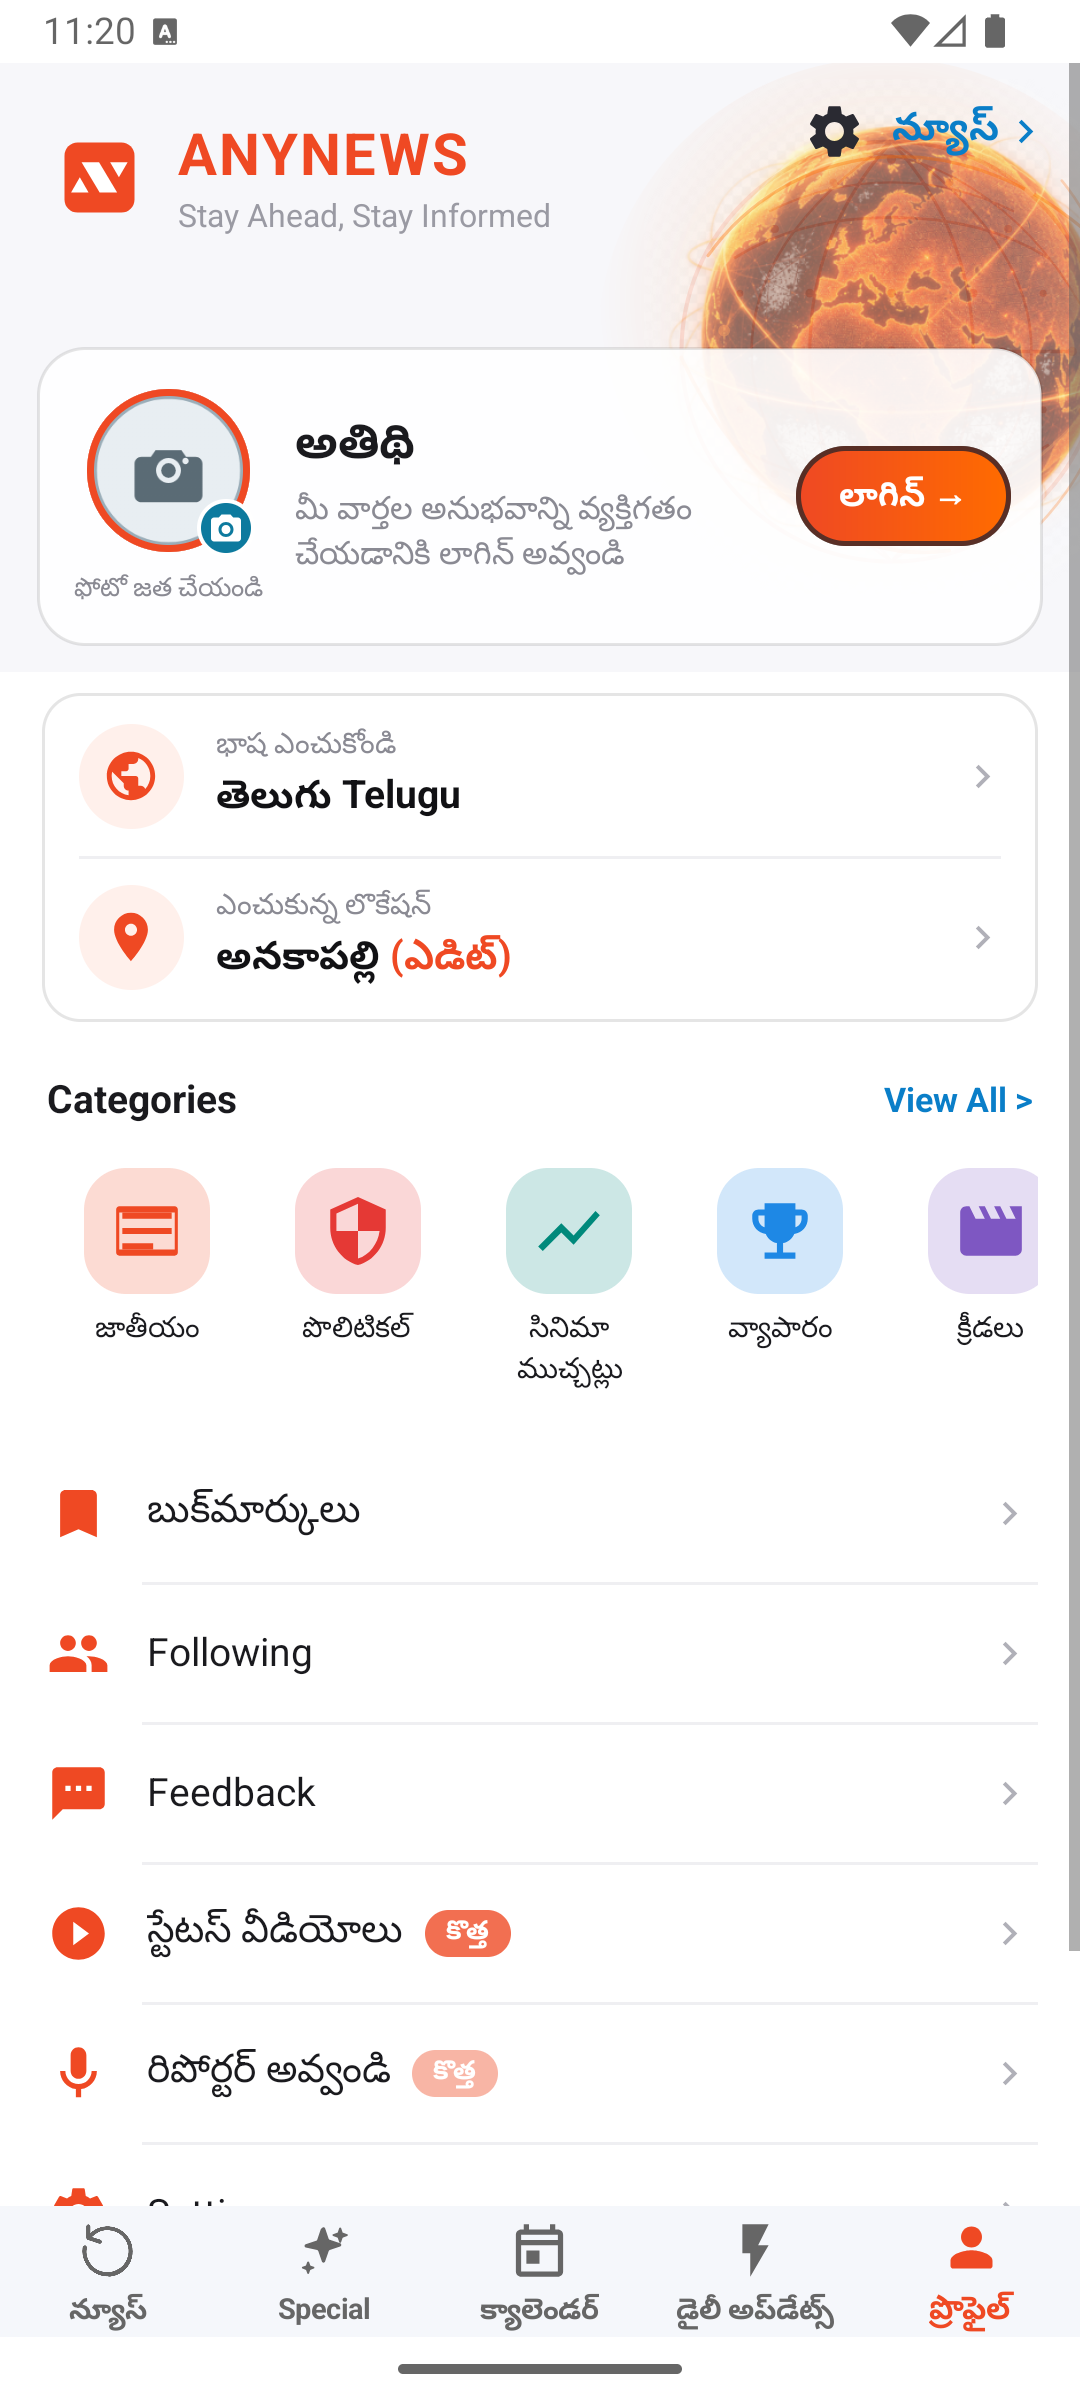 11:20
ANYNEWS
Stay Ahead, Stay Informed
న్యూస్
అతిథి
మీ వార్తల అనుభవాన్ని వ్యక్తిగతం
చేయడానికి లాగిన్ అవ్వండి
లాగిన్ →
ఫోటో జత చేయండి
భాష ఎంచుకోండి
తెలుగు Telugu
ఎంచుకున్న లొకేషన్
అనకాపల్లి (ఎడిట్)
Categories
View All >
జాతీయం
పొలిటికల్
సినిమా
ముచ్చట్లు
వ్యాపారం
క్రీడలు
బుక్‌మార్కులు
Following
Feedback
స్టేటస్ వీడియోలు
కొత్త
రిపోర్టర్ అవ్వండి
కొత్త
న్యూస్
Special
క్యాలెండర్
డైలీ అప్‌డేట్స్
ప్రొఫైల్